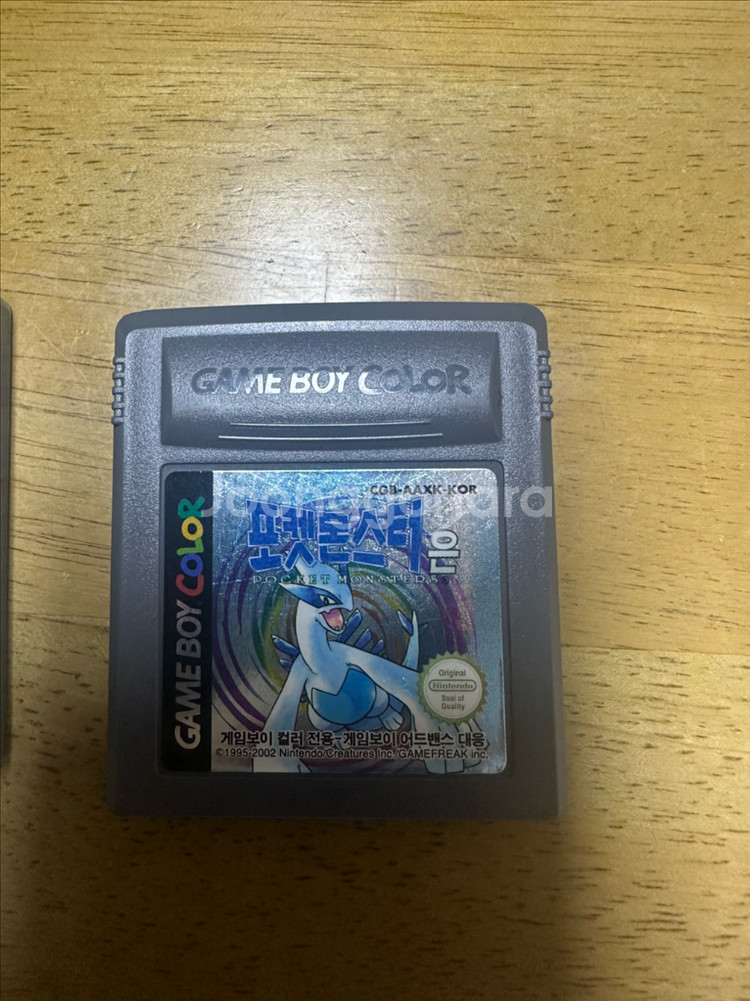 GAME BOY COLOR
GAME BOY COLOR
CGB-AAXK-KOR
포켓몬스터
은
POCKET MONSTERS
Original
Nintendo
Seal of
Quality
게임보이 컬러 전용-게임보이 어드밴스 대응
©1995-2002 Nintendo/Creatures inc./GAMEFREAK inc.